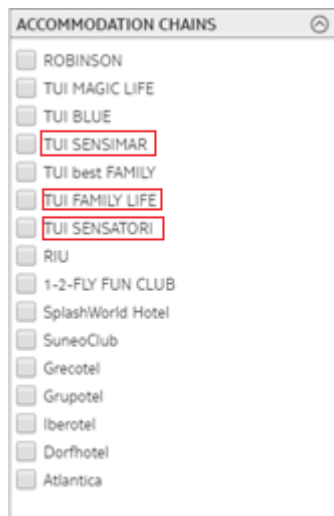 ACCOMMODATION CHAINS
ROBINSON
TUI MAGIC LIFE
TUI BLUE
TUI SENSIMAR
TUI best FAMILY
TUI FAMILY LIFE
TUI SENSATORI
RIU
1-2-FLY FUN CLUB
SplashWorld Hotel
SuneoClub
Grecotel
Grupotel
Iberotel
Dorfhotel
Atlantica